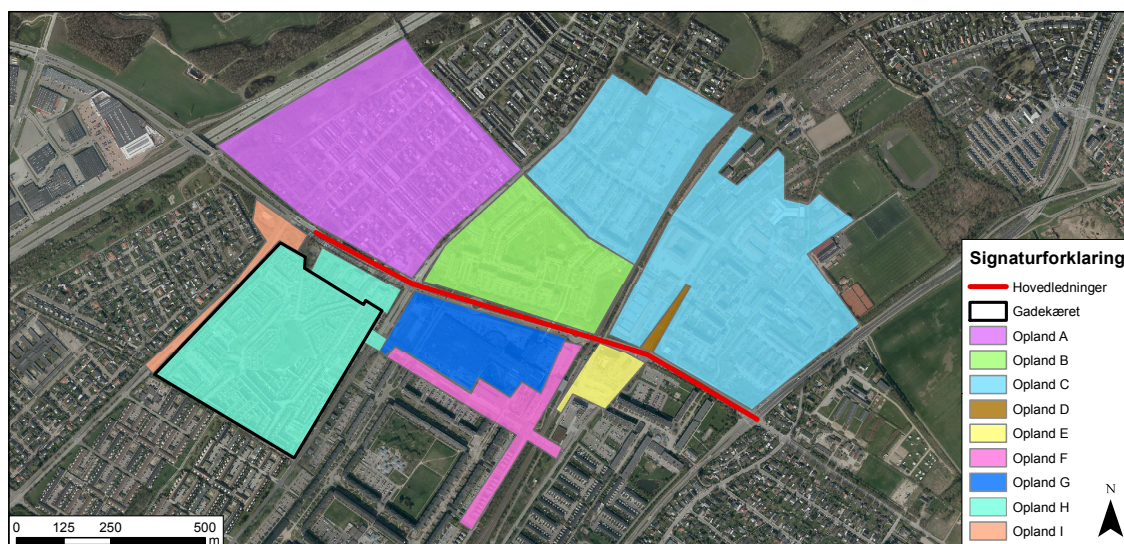 Signaturforklaring
Hovedledninger
Gadekæret
Opland A
Opland B
Opland C
Opland D
Opland E
Opland F
Opland G
Opland H
Opland I
N
0 125 250 500
m